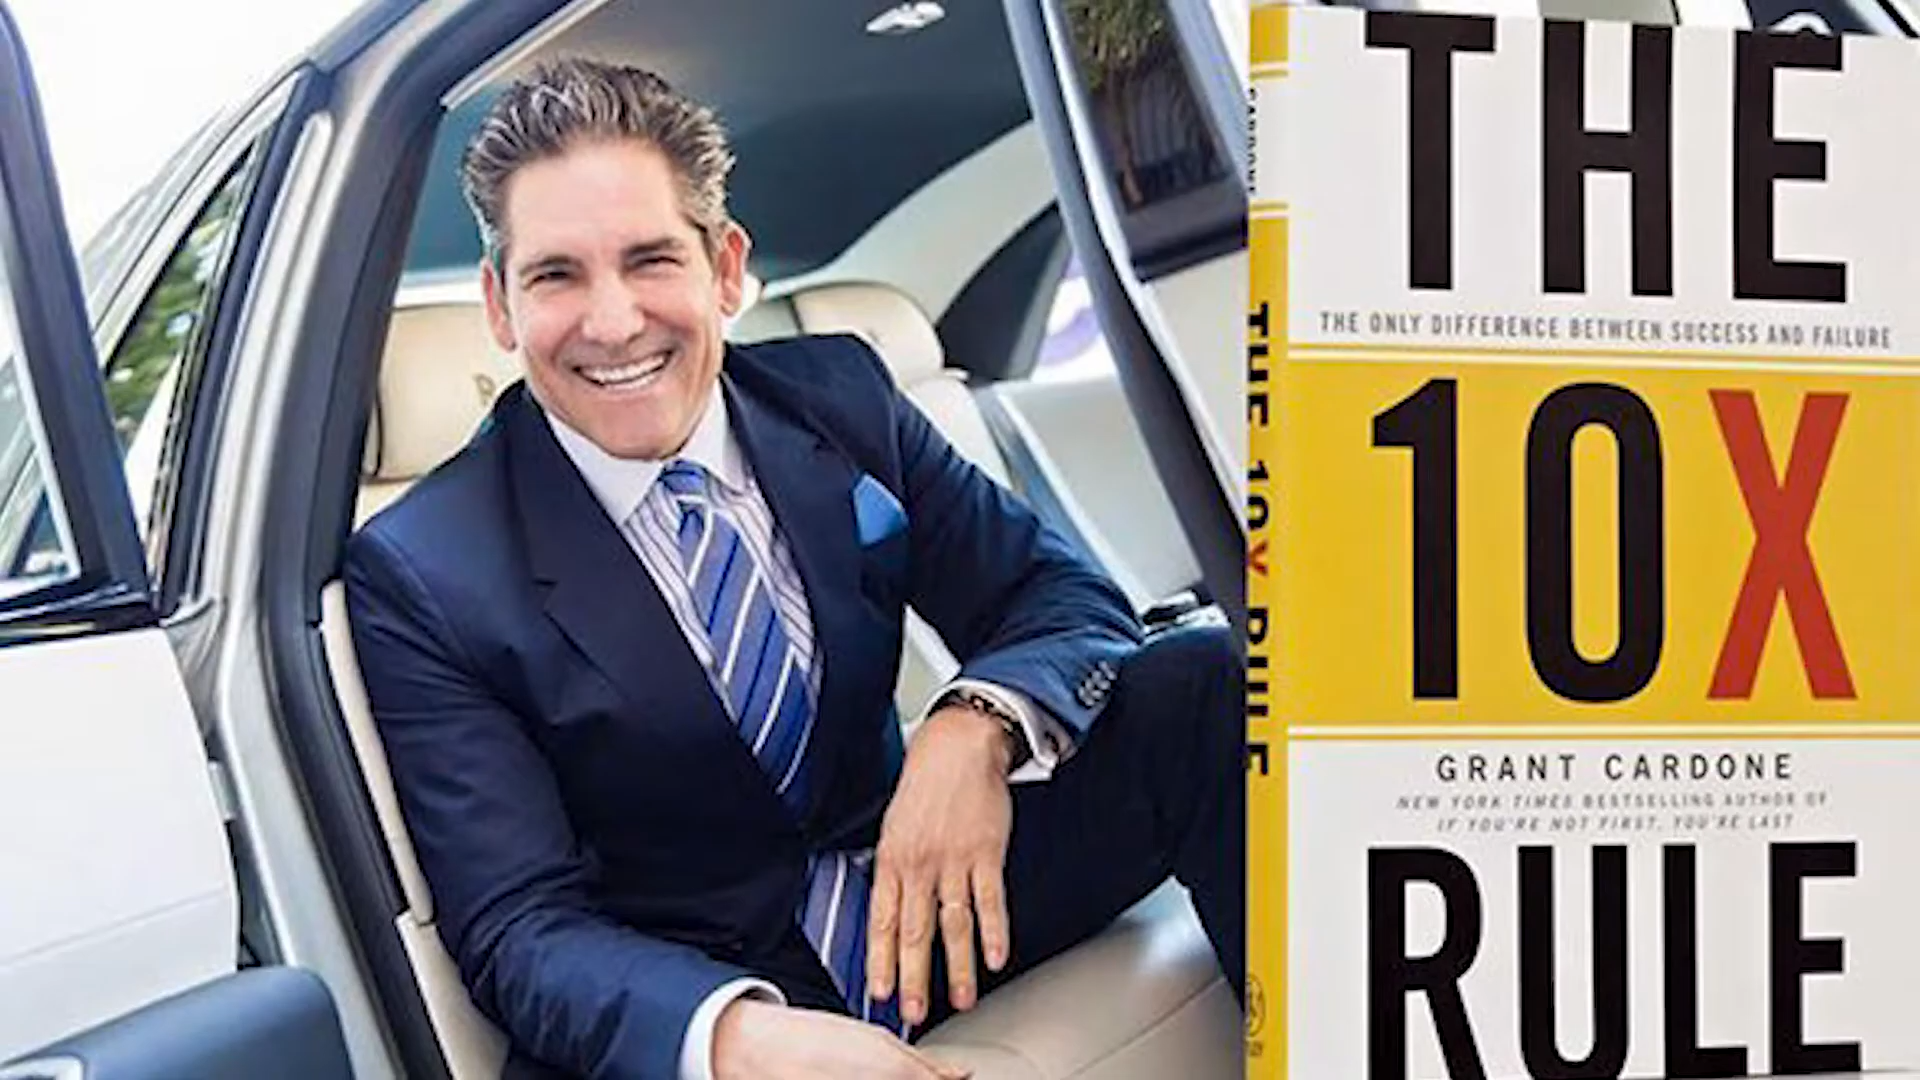 THE
THE ONLY DIFFERENCE BETWEEN SUCCESS AND FAILURE
10X
GRANT CARDONE
NEW YORK TIMES BESTSELLING AUTHOR OF
IF YOU'RE NOT FIRST, YOU'RE LAST
RULE
CARDONE
THE 10X RULE